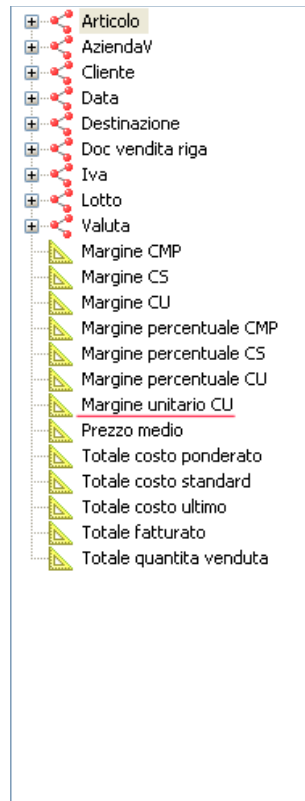 Articolo
AziendaV
Cliente
Data
Destinazione
Doc vendita riga
Iva
Lotto
Valuta
Margine CMP
Margine CS
Margine CU
Margine percentuale CMP
Margine percentuale CS
Margine percentuale CU
Margine unitario CU
Prezzo medio
Totale costo ponderato
Totale costo standard
Totale costo ultimo
Totale fatturato
Totale quantita venduta